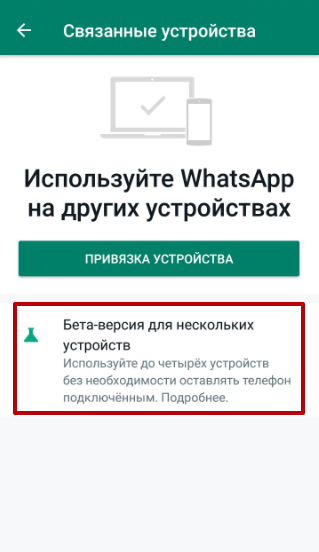 Связанные устройства
Используйте WhatsApp
на других устройствах
ПРИВЯЗКА УСТРОЙСТВА
Бета-версия для нескольких
устройств
Используйте до четырёх устройств
без необходимости оставлять телефон
подключённым. Подробнее.